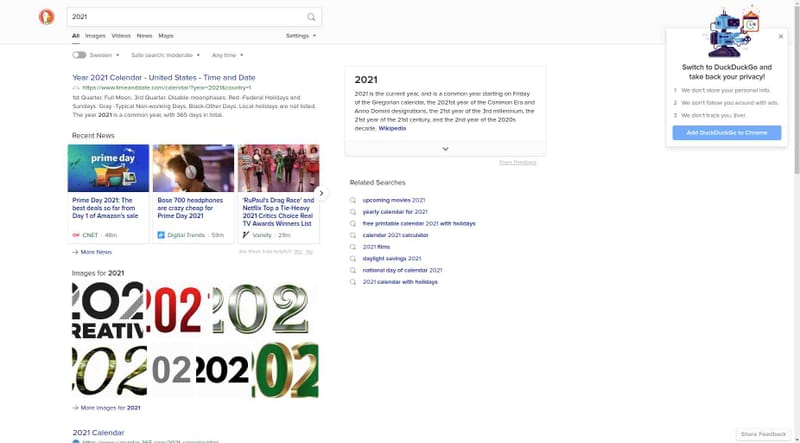 2021
All Images Videos News Maps
Settings
Sweden Safe search: moderate Any time
Year 2021 Calendar - United States - Time and Date
https://www.timeanddate.com/calendar/?year=2021&country=1
1st Quarter. Full Moon. 3rd Quarter. Disable moonphases. Red -Federal Holidays and
Sundays. Gray -Typical Non-working Days. Black-Other Days. Local holidays are not listed.
The year 2021 is a common year, with 365 days in total.
Recent News
prime day
Prime Day 2021: The
best deals so far from
Day 1 of Amazon's sale
CNET 48m
Bose 700 headphones
are crazy cheap for
Prime Day 2021
Digital Trends 59m
'RuPaul's Drag Race' and
Netflix Top a Tie-Heavy
2021 Critics Choice Real
TV Awards Winners List
Variety 29m
More News
Are these links helpful? Yes No
Images for 2021
202
CREATIV
202
202
202
02
202
02
More Images for 2021
2021 Calendar
2021
2021 is the current year, and is a common year starting on Friday
of the Gregorian calendar, the 2021st year of the Common Era and
Anno Domini designations, the 21st year of the 3rd millennium, the
21st year of the 21st century, and the 2nd year of the 2020s
decade. Wikipedia
Share Feedback
Related Searches
upcoming movies 2021
yearly calendar for 2021
free printable calendar 2021 with holidays
calendar 2021 calculator
2021 films
daylight savings 2021
national day of calendar 2021
2021 calendar with holidays
Switch to DuckDuckGo and
take back your privacy!
1 We don't store your personal info.
2 We don't follow you around with ads.
3 We don't track you. Ever.
Add DuckDuckGo to Chrome
Share Feedback